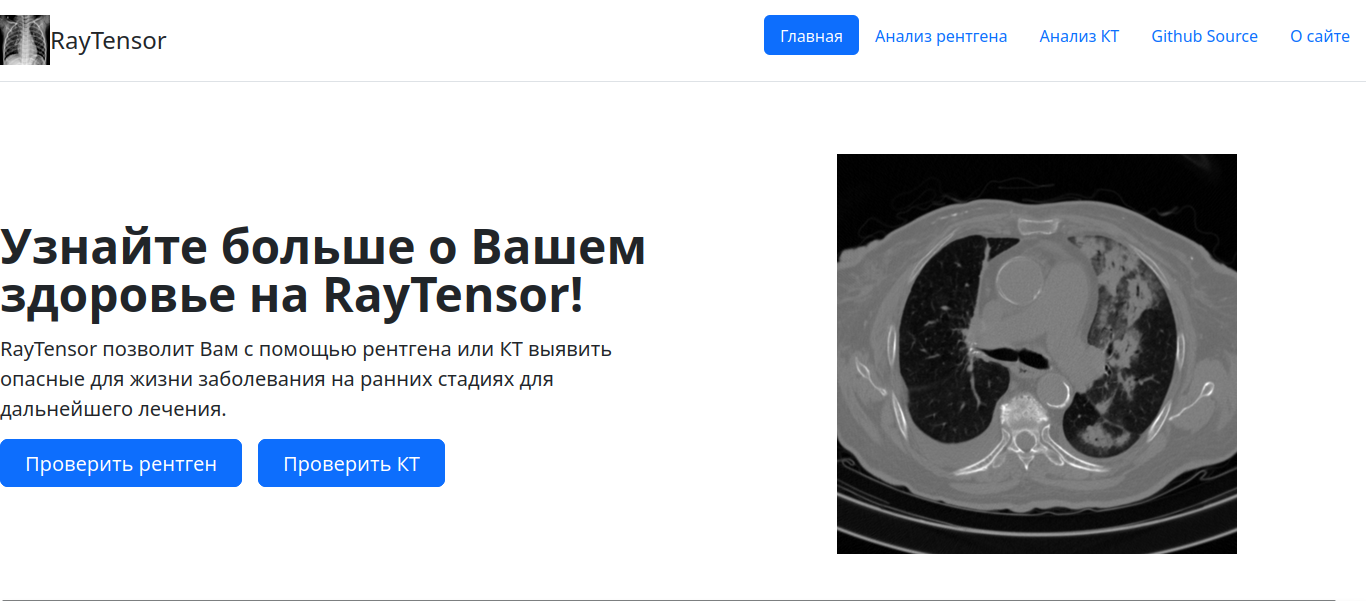 RayTensor
Главная
Анализ рентгена
Анализ КТ
Github Source
О сайте
Узнайте больше о Вашем
здоровье на RayTensor!
RayTensor позволит Вам с помощью рентгена или КТ выявить
опасные для жизни заболевания на ранних стадиях для
дальнейшего лечения.
Проверить рентген
Проверить КТ